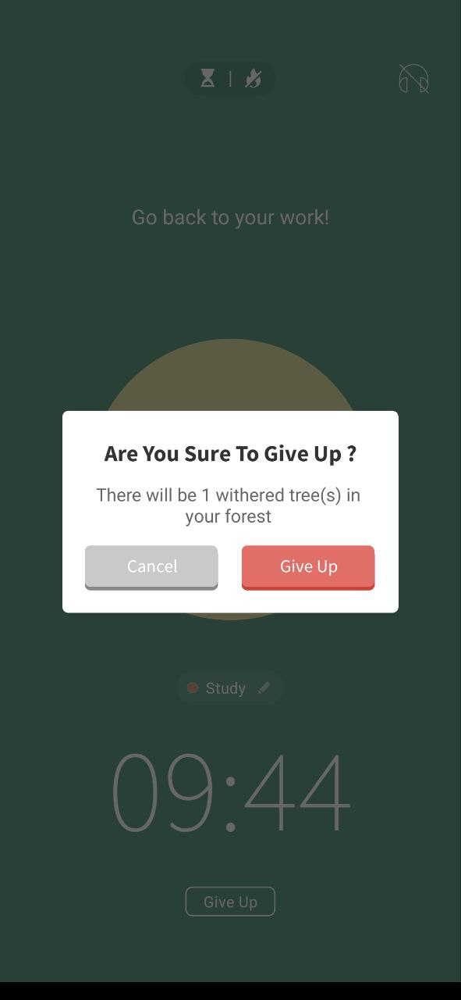 Go back to your work!
Are You Sure To Give Up ?
There will be 1 withered tree(s) in
your forest
Cancel
Give Up
Study
09:44
Give Up